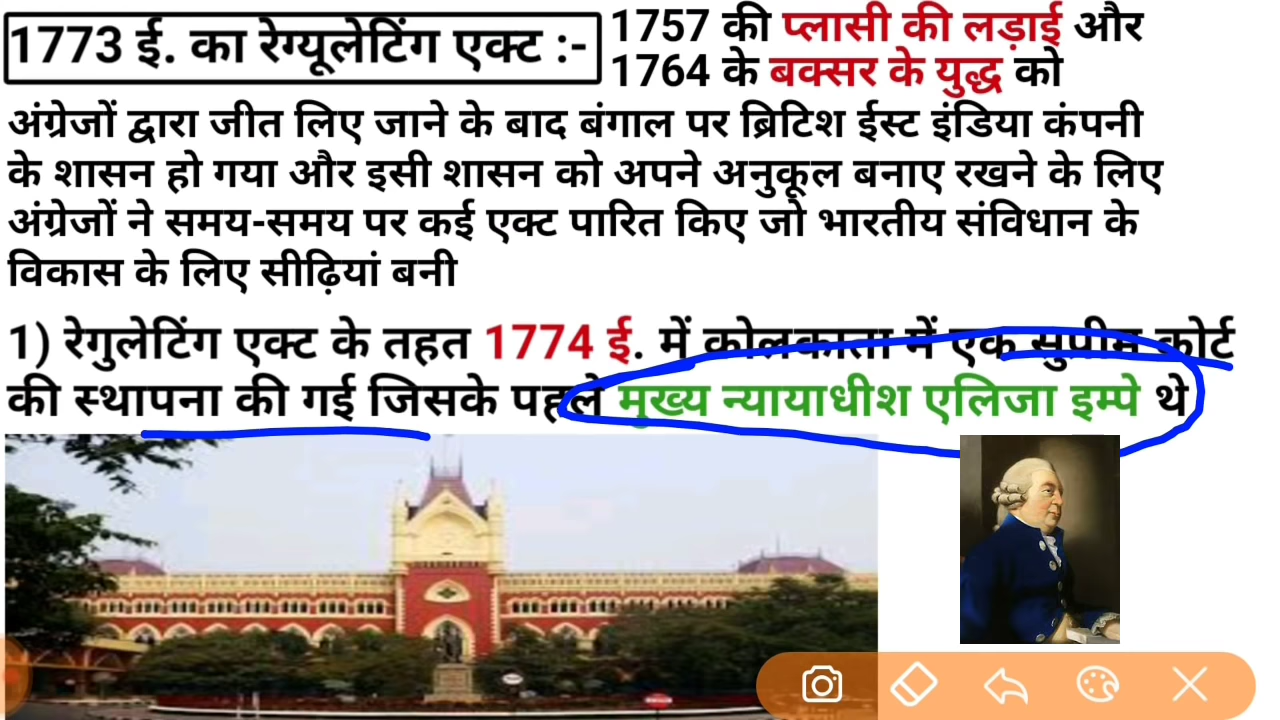 1773 ई. का रेग्यूलेटिंग एक्ट :-
1757 की प्लासी की लड़ाई और
1764 के बक्सर के युद्ध को
अंग्रेजों द्वारा जीत लिए जाने के बाद बंगाल पर ब्रिटिश ईस्ट इंडिया कंपनी
के शासन हो गया और इसी शासन को अपने अनुकूल बनाए रखने के लिए
अंग्रेजों ने समय-समय पर कई एक्ट पारित किए जो भारतीय संविधान के
विकास के लिए सीढ़ियां बनी
1) रेगुलेटिंग एक्ट के तहत 1774 ई. में कोलकाता में एक सुप्रीम कोर्ट
की स्थापना की गई जिसके पहले मुख्य न्यायाधीश एलिजा इम्पे थे